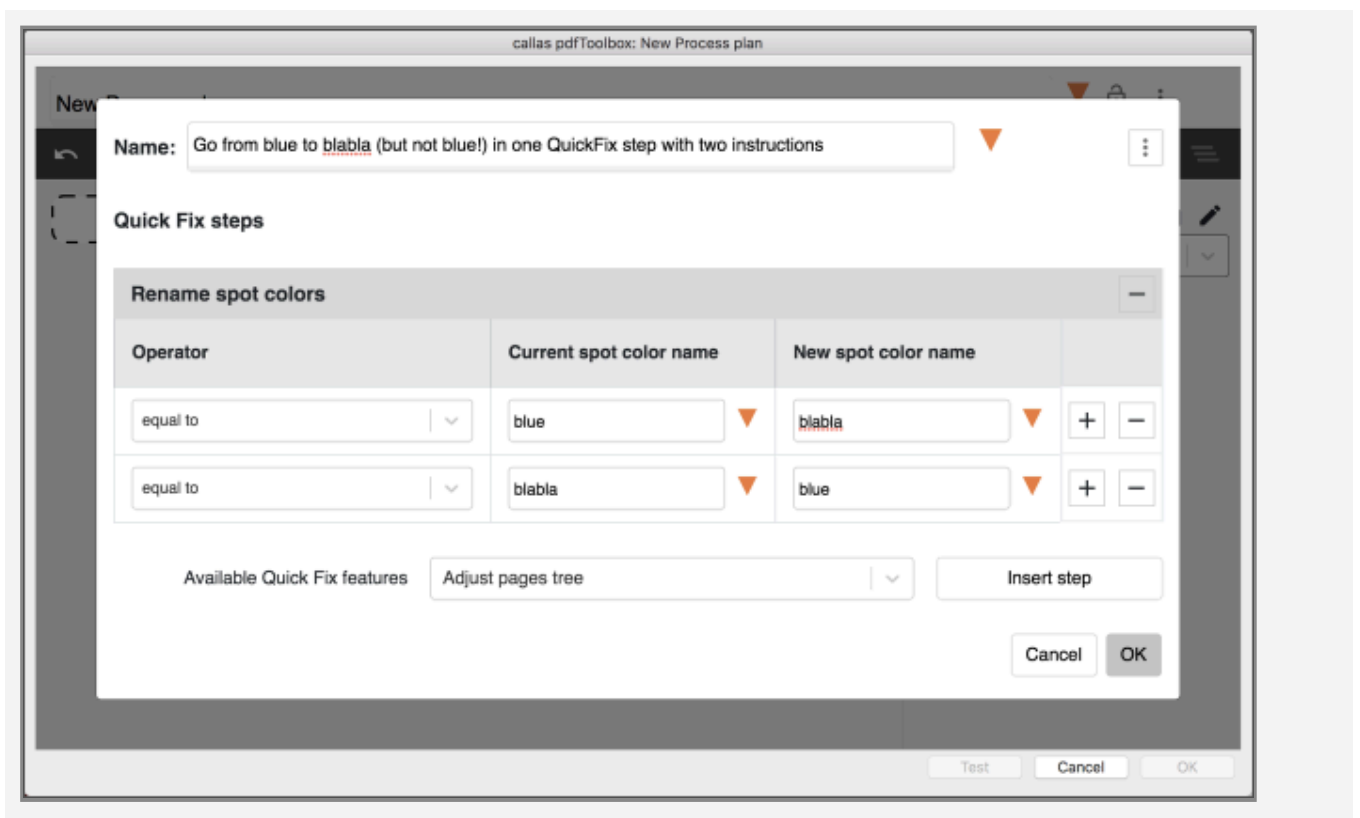 callas pdfToolbox: New Process plan
New
Name: Go from blue to blabla (but not blue!) in one QuickFix step with two instructions
Quick Fix steps
Rename spot colors
Operator Current spot color name New spot color name
equal to blue blabla
equal to blabla blue
Available Quick Fix features Adjust pages tree Insert step
Cancel OK
Test Cancel OK